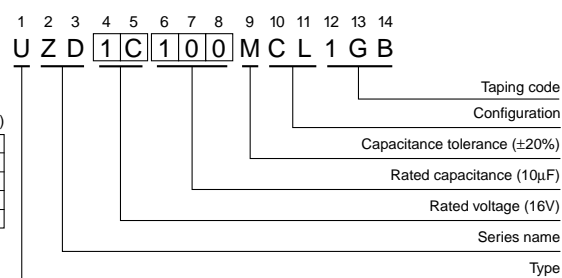 1 2 3 4 5 6 7 8 9 10 11 12 13 14
U Z D 1 C 1 0 0 M C L 1 G B
Taping code
Configuration
)
Capacitance tolerance (±20%)
Rated capacitance (10µF)
Rated voltage (16V)
Series name
Type